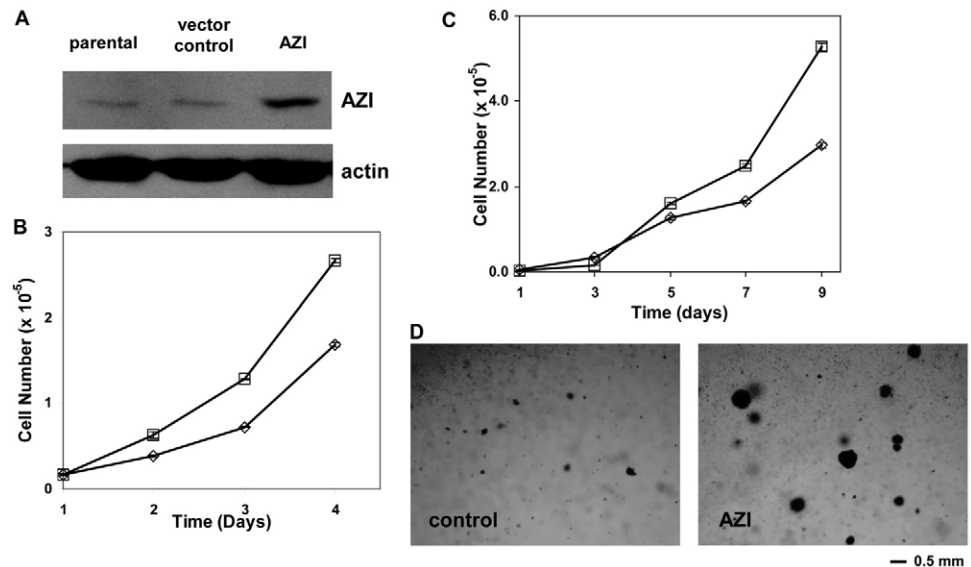 A
parental
vector
control
AZI
AZI
actin
B
3
2
1
0
Cell Number (x 10-5)
1 2 3 4
Time (Days)
C
6.0
4.0
2.0
0.0
Cell Number (x 10-5)
1 3 5 7 9
Time (days)
D
control
AZI
0.5 mm